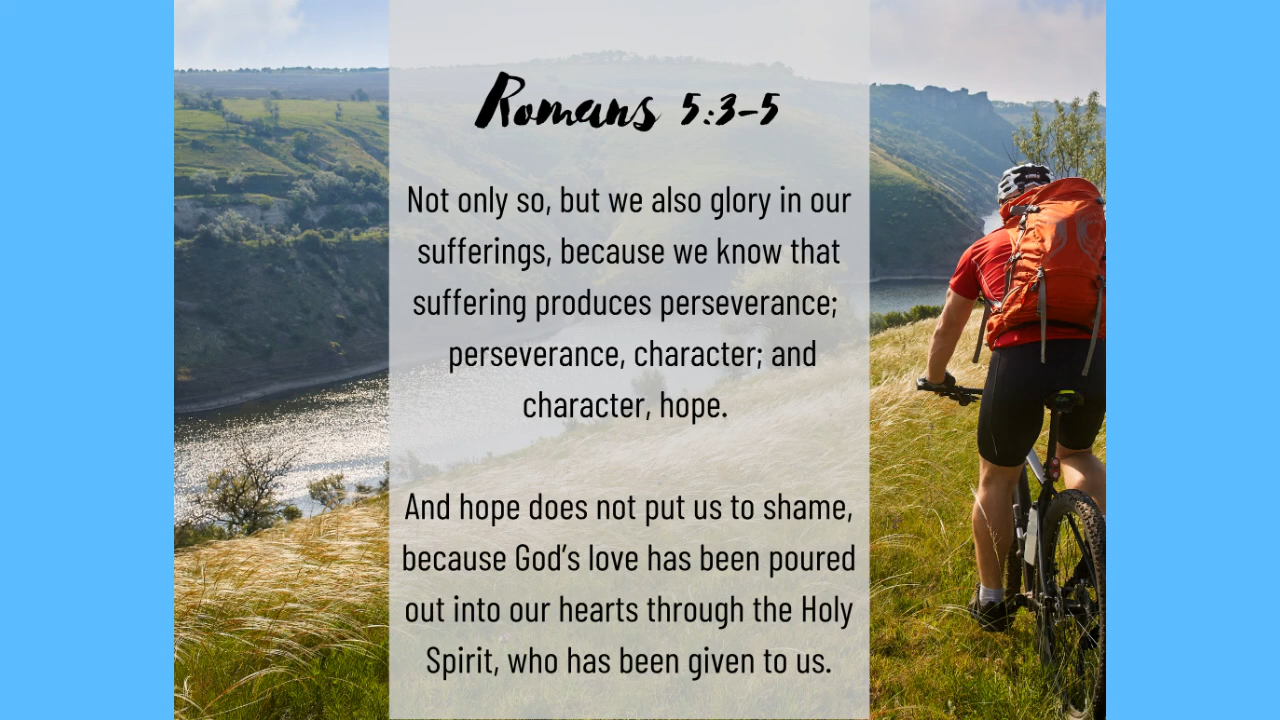 Romans 5:3-5
Not only so, but we also glory in our
sufferings, because we know that
suffering produces perseverance;
perseverance, character; and
character, hope.
And hope does not put us to shame,
because God’s love has been poured
out into our hearts through the Holy
Spirit, who has been given to us.